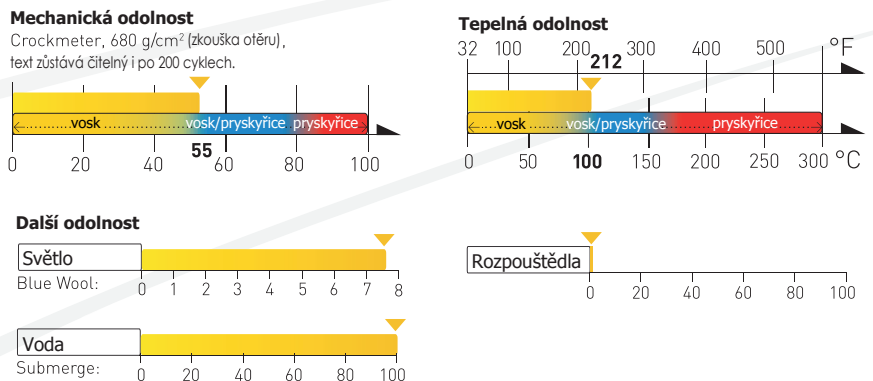 Mechanická odolnost
Crockmeter, 680 g/cm² (zkouška otěru),
text zůstává čitelný i po 200 cyklech.
vosk vosk/pryskyřice pryskyřice
0 20 40 55 60 80 100
Tepelná odolnost
32 100 200 212 300 400 500 °F
vosk vosk/pryskyřice pryskyřice
0 50 100 150 200 250 300 °C
Další odolnost
Světlo
Blue Wool: 0 1 2 3 4 5 6 7 8
Rozpouštědla
0 20 40 60 80 100
Voda
Submerge: 0 20 40 60 80 100